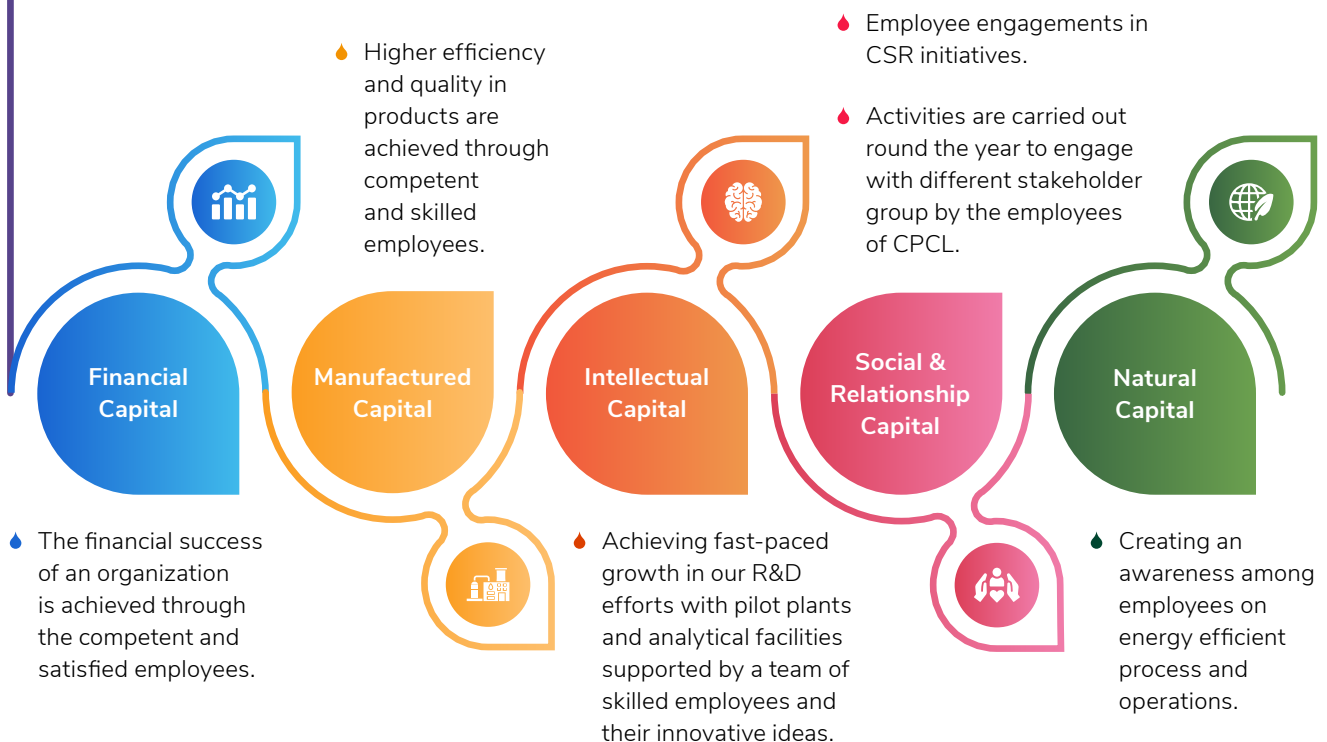 Higher efficiency
and quality in
products are
achieved through
competent
and skilled
employees.
Employee engagements in
CSR initiatives.
Activities are carried out
round the year to engage
with different stakeholder
group by the employees
of CPCL.
Financial
Capital
Manufactured
Capital
Intellectual
Capital
Social &
Relationship
Capital
Natural
Capital
The financial success
of an organization
is achieved through
the competent and
satisfied employees.
Achieving fast-paced
growth in our R&D
efforts with pilot plants
and analytical facilities
supported by a team of
skilled employees and
their innovative ideas.
Creating an
awareness among
employees on
energy efficient
process and
operations.